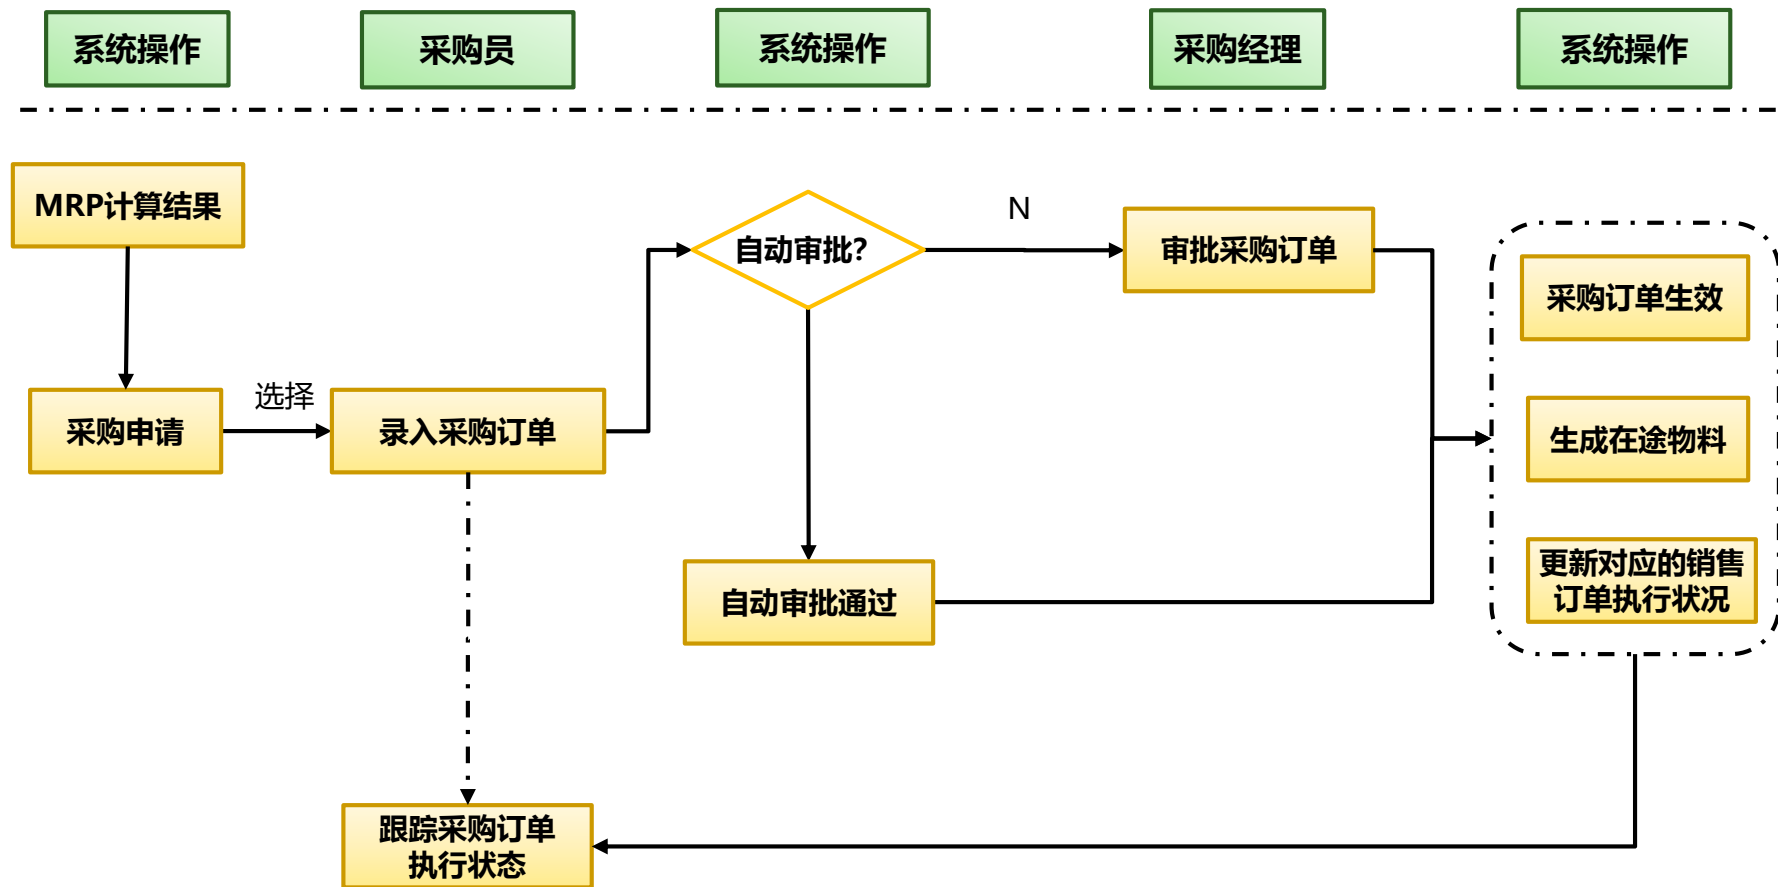 系统操作
采购员
系统操作
采购经理
系统操作
MRP计算结果
自动审批?
N
审批采购订单
采购订单生效
采购申请
选择
录入采购订单
生成在途物料
自动审批通过
更新对应的销售
订单执行状况
跟踪采购订单
执行状态